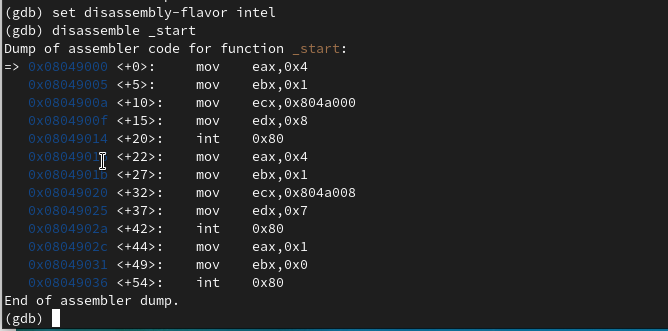 (gdb) set disassembly-flavor intel
(gdb) disassemble _start
Dump of assembler code for function _start:
=> 0x08049000 <+0>: mov eax,0x4
0x08049005 <+5>: mov ebx,0x1
0x0804900a <+10>: mov ecx,0x804a000
0x0804900f <+15>: mov edx,0x8
0x08049014 <+20>: int 0x80
<+22>: mov eax,0x4
0x0804901b <+27>: mov ebx,0x1
0x08049020 <+32>: mov ecx,0x804a008
0x08049025 <+37>: mov edx,0x7
0x0804902a <+42>: int 0x80
0x0804902c <+44>: mov eax,0x1
0x08049031 <+49>: mov ebx,0x0
0x08049036 <+54>: int 0x80
End of assembler dump.
(gdb)